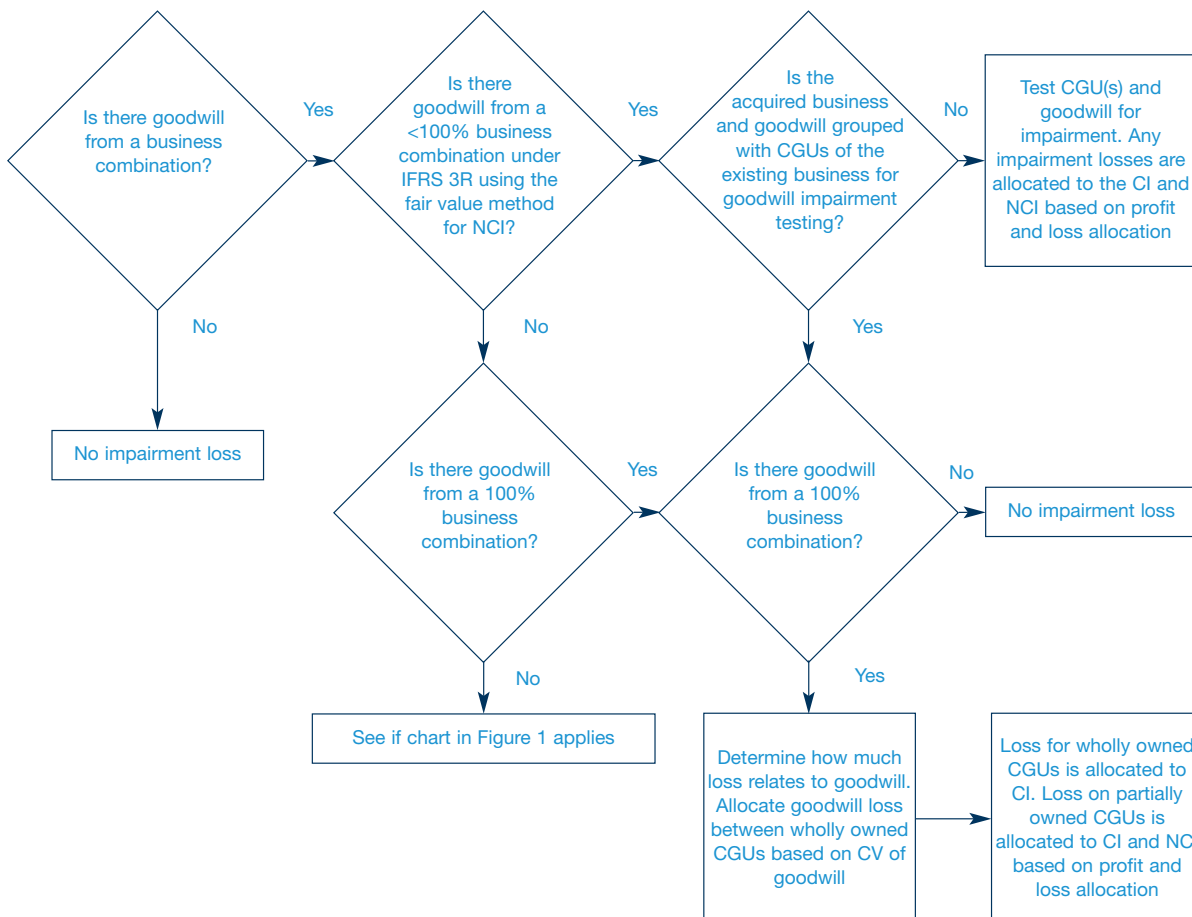 Is there goodwill
from a business
combination?
Yes
No
No impairment loss
Is there
goodwill from a
<100% business
combination under
IFRS 3R using the
fair value method
for NCI?
Yes
No
Is the
acquired business
and goodwill grouped
with CGUs of the
existing business for
goodwill impairment
testing?
No
Yes
Test CGU(s) and
goodwill for
impairment. Any
impairment losses are
allocated to the CI and
NCI based on profit
and loss allocation
Is there goodwill
from a 100%
business
combination?
Yes
No
See if chart in Figure 1 applies
Is there goodwill
from a 100%
business
combination?
No
No impairment loss
Yes
Determine how much
loss relates to goodwill.
Allocate goodwill loss
between wholly owned
CGUs based on CV of
goodwill
Loss for wholly owned
CGUs is allocated to
CI. Loss on partially
owned CGUs is
allocated to CI and NC
based on profit and
loss allocation